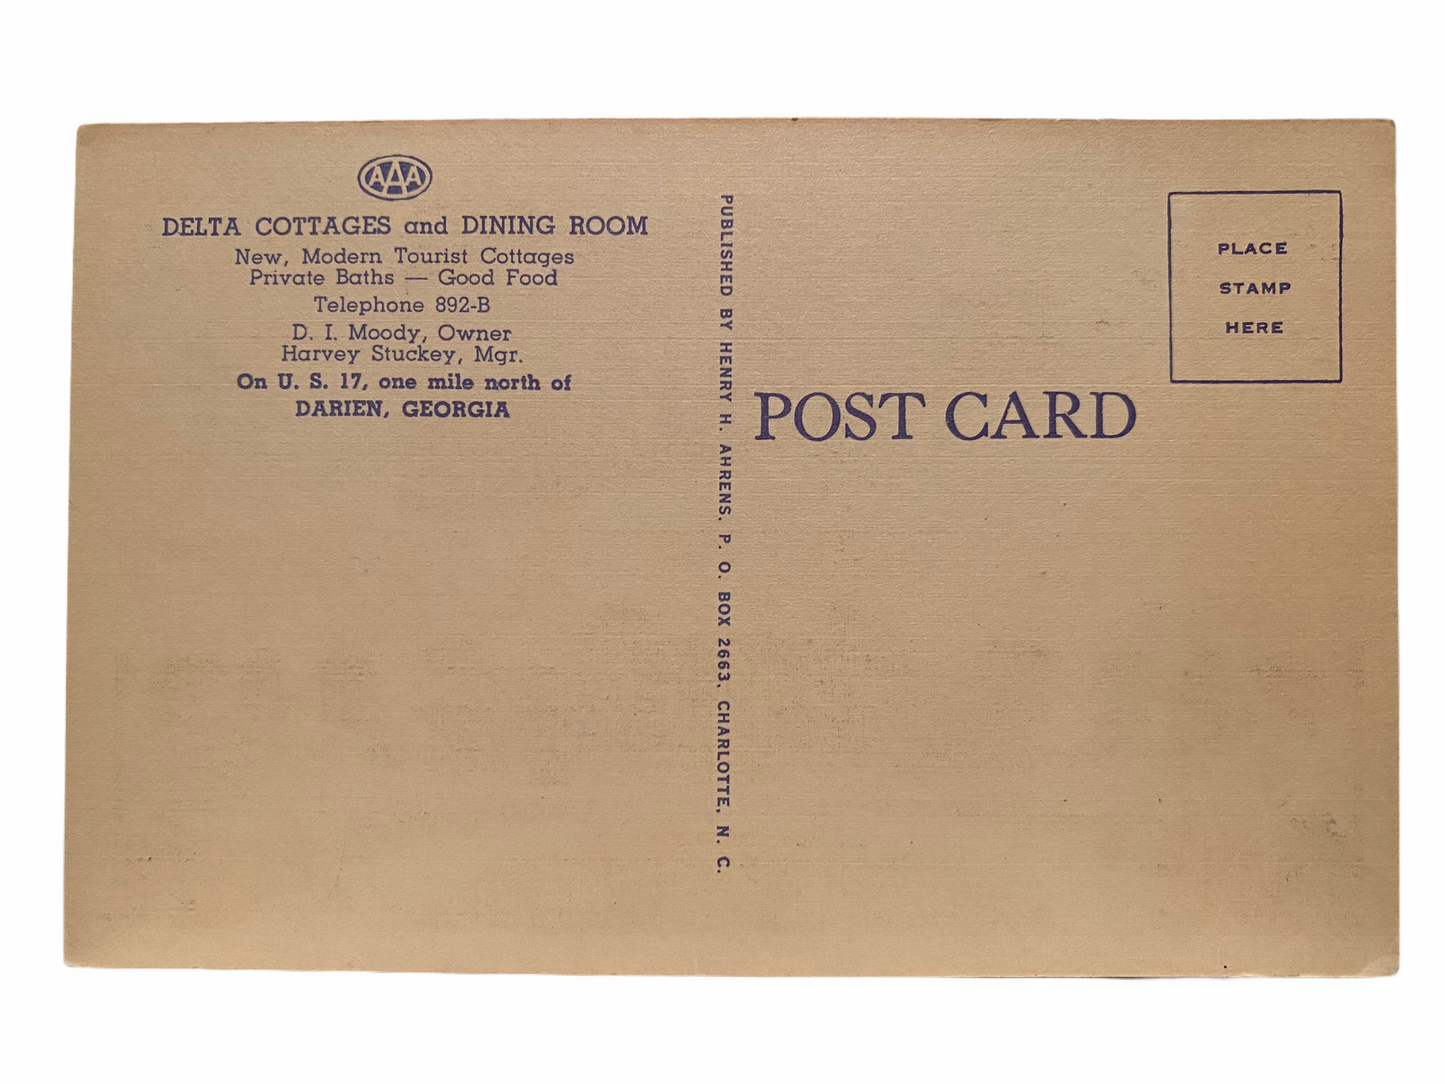 AAA
DELTA COTTAGES and DINING ROOM
New, Modern Tourist Cottages
Private Baths — Good Food
Telephone 892-B
D. I. Moody, Owner
Harvey Stuckey, Mgr.
On U. S. 17, one mile north of
DARIEN, GEORGIA
PUBLISHED BY HENRY H. AHRENS, P. O. BOX 2663, CHARLOTTE, N. C.
POST CARD
PLACE
STAMP
HERE